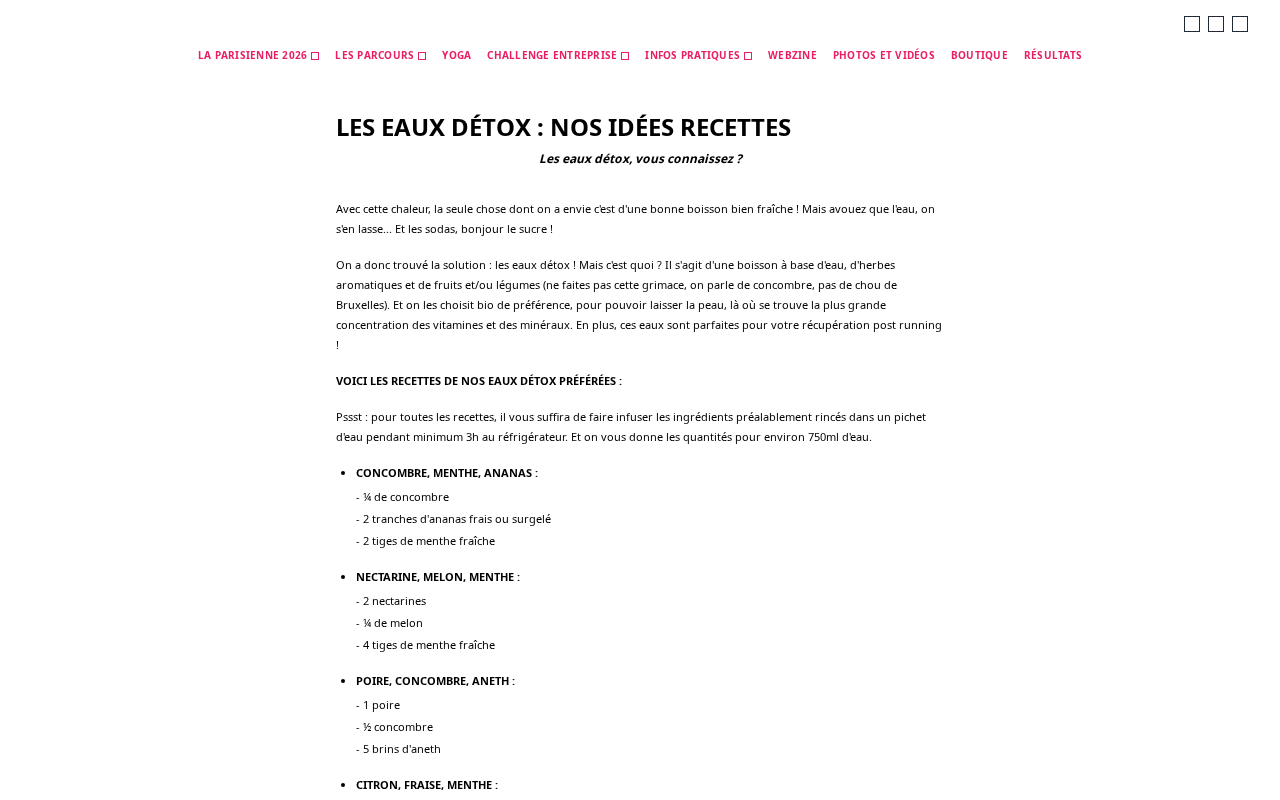 LA PARISIENNE 2026 LES PARCOURS YOGA CHALLENGE ENTREPRISE INFOS PRATIQUES WEBZINE PHOTOS ET VIDÉOS BOUTIQUE RÉSULTATS
LES EAUX DÉTOX : NOS IDÉES RECETTES
Les eaux détox, vous connaissez ?
Avec cette chaleur, la seule chose dont on a envie c'est d'une bonne boisson bien fraîche ! Mais avouez que l'eau, on
s'en lasse... Et les sodas, bonjour le sucre !
On a donc trouvé la solution : les eaux détox ! Mais c'est quoi ? Il s'agit d'une boisson à base d'eau, d'herbes
aromatiques et de fruits et/ou légumes (ne faites pas cette grimace, on parle de concombre, pas de chou de
Bruxelles). Et on les choisit bio de préférence, pour pouvoir laisser la peau, là où se trouve la plus grande
concentration des vitamines et des minéraux. En plus, ces eaux sont parfaites pour votre récupération post running
!
VOICI LES RECETTES DE NOS EAUX DÉTOX PRÉFÉRÉES :
Pssst : pour toutes les recettes, il vous suffira de faire infuser les ingrédients préalablement rincés dans un pichet
d'eau pendant minimum 3h au réfrigérateur. Et on vous donne les quantités pour environ 750ml d'eau.
• CONCOMBRE, MENTHE, ANANAS :
- ¼ de concombre
- 2 tranches d'ananas frais ou surgelé
- 2 tiges de menthe fraîche
• NECTARINE, MELON, MENTHE :
- 2 nectarines
- ¼ de melon
- 4 tiges de menthe fraîche
• POIRE, CONCOMBRE, ANETH :
- 1 poire
- ½ concombre
- 5 brins d'aneth
• CITRON, FRAISE, MENTHE :